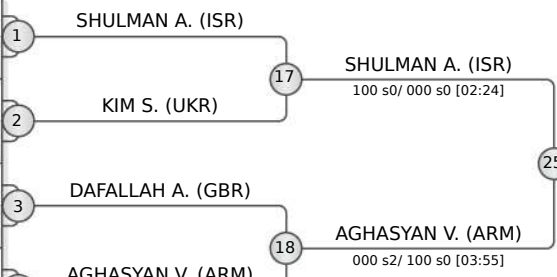 SHULMAN A. (ISR)
1
17
SHULMAN A. (ISR)
100 s0/ 000 s0 [02:24]
KIM S. (UKR)
2
25
DAFALLAH A. (GBR)
3
18
AGHASYAN V. (ARM)
000 s2/ 100 s0 [03:55]
AGHASYAN V. (ARM)